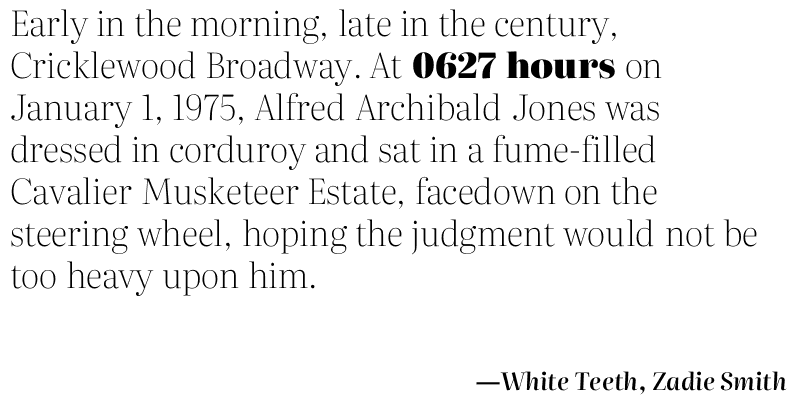 Early in the morning, late in the century,
Cricklewood Broadway. At 0627 hours on
January 1, 1975, Alfred Archibald Jones was
dressed in corduroy and sat in a fume-filled
Cavalier Musketeer Estate, facedown on the
steering wheel, hoping the judgment would not be
too heavy upon him.
—White Teeth, Zadie Smith